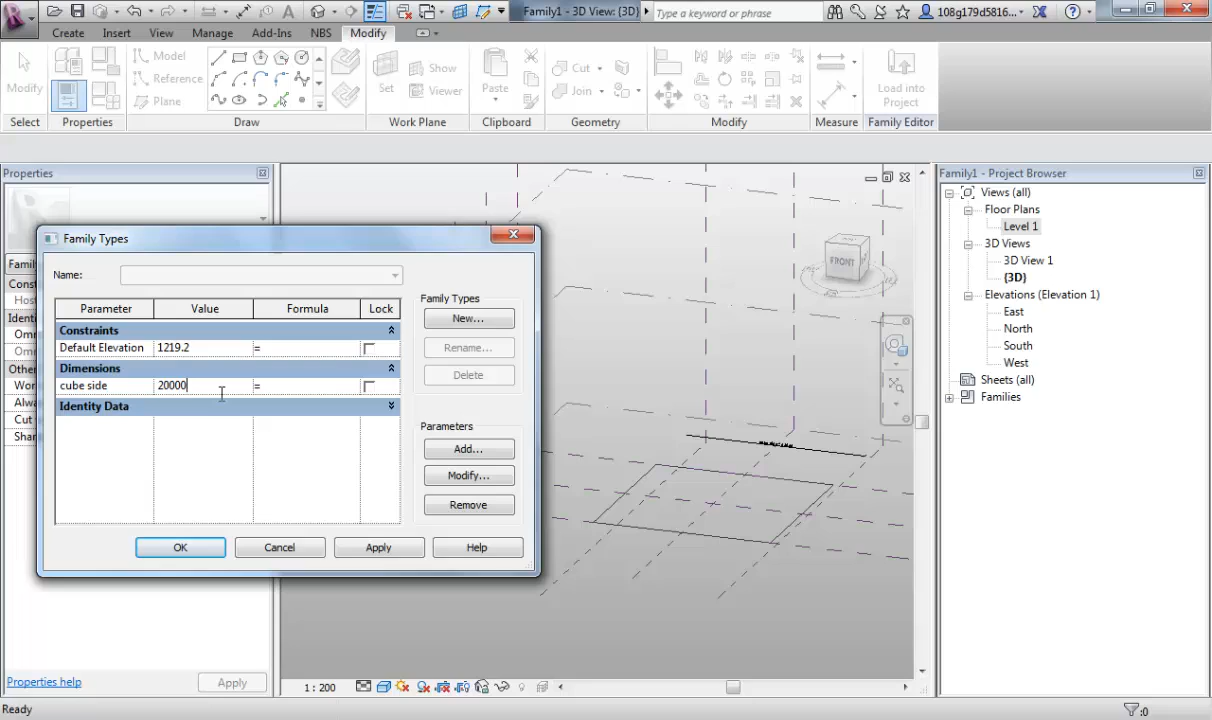 Family1 - 3D View: {3D}
Type a keyword or phrase
108g179d5816...
Create
Insert
View
Manage
Add-Ins
NBS
Modify
Modify
Model
Reference
Plane
Set
Show
Viewer
Paste
Cut
Join
Load into
Project
Select
Properties
Draw
Work Plane
Clipboard
Geometry
Modify
Measure
Family Editor
Properties
Family1 - Project Browser
Views (all)
Floor Plans
Level 1
3D Views
3D View 1
{3D}
Elevations (Elevation 1)
East
North
South
West
Sheets (all)
Families
FRONT
Family Types
Name:
Parameter
Value
Formula
Lock
Constraints
Default Elevation
1219.2
=
Dimensions
cube side
20000
=
Identity Data
Family Types
New...
Rename...
Delete
Parameters
Add...
Modify...
Remove
OK
Cancel
Apply
Help
Properties help
Apply
1 : 200
Ready
:0